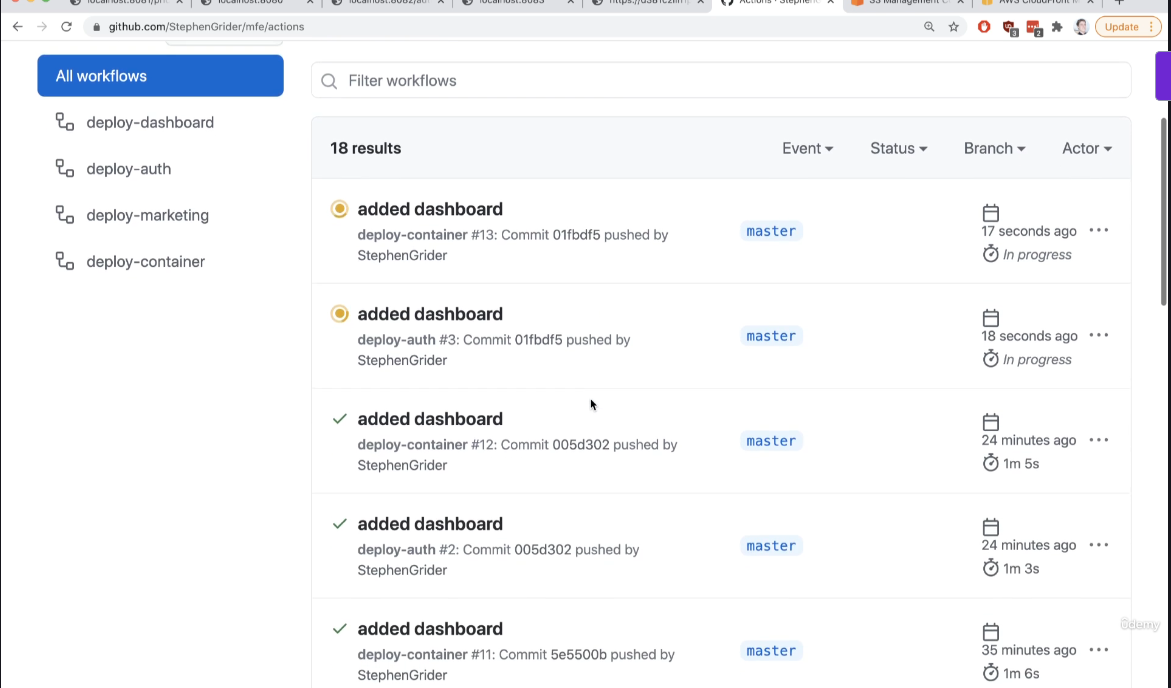 localhost:8081/
localhost:8080
localhost:8082/
localhost:8083
Actions · Stephen
S3 Management C
AWS CloudFront
github.com/StephenGrider/mfe/actions
3
2
Update
All workflows
Filter workflows
deploy-dashboard
deploy-auth
deploy-marketing
deploy-container
18 results
Event
Status
Branch
Actor
added dashboard
deploy-container #13: Commit 01fbdf5 pushed by
StephenGrider
master
17 seconds ago
In progress
added dashboard
deploy-auth #3: Commit 01fbdf5 pushed by
StephenGrider
master
18 seconds ago
In progress
added dashboard
deploy-container #12: Commit 005d302 pushed by
StephenGrider
master
24 minutes ago
1m 5s
added dashboard
deploy-auth #2: Commit 005d302 pushed by
StephenGrider
master
24 minutes ago
1m 3s
added dashboard
deploy-container #11: Commit 5e5500b pushed by
StephenGrider
master
35 minutes ago
1m 6s
ûdemy